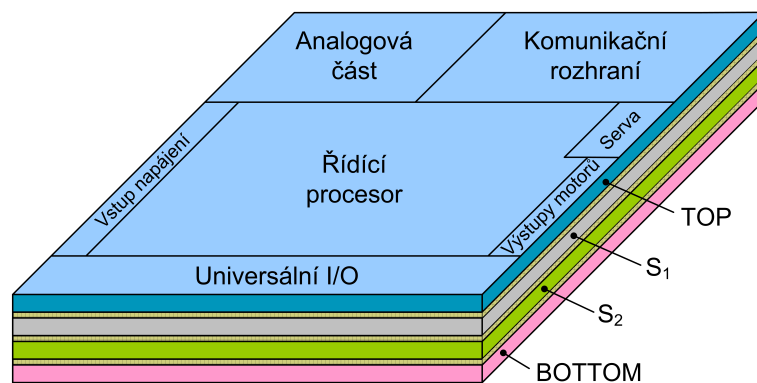 Analogová
část
Komunikační
rozhraní
Vstup napájení
Řídící
procesor
Serva
Výstupy motorů
Universální I/O
TOP
S₁
S₂
BOTTOM